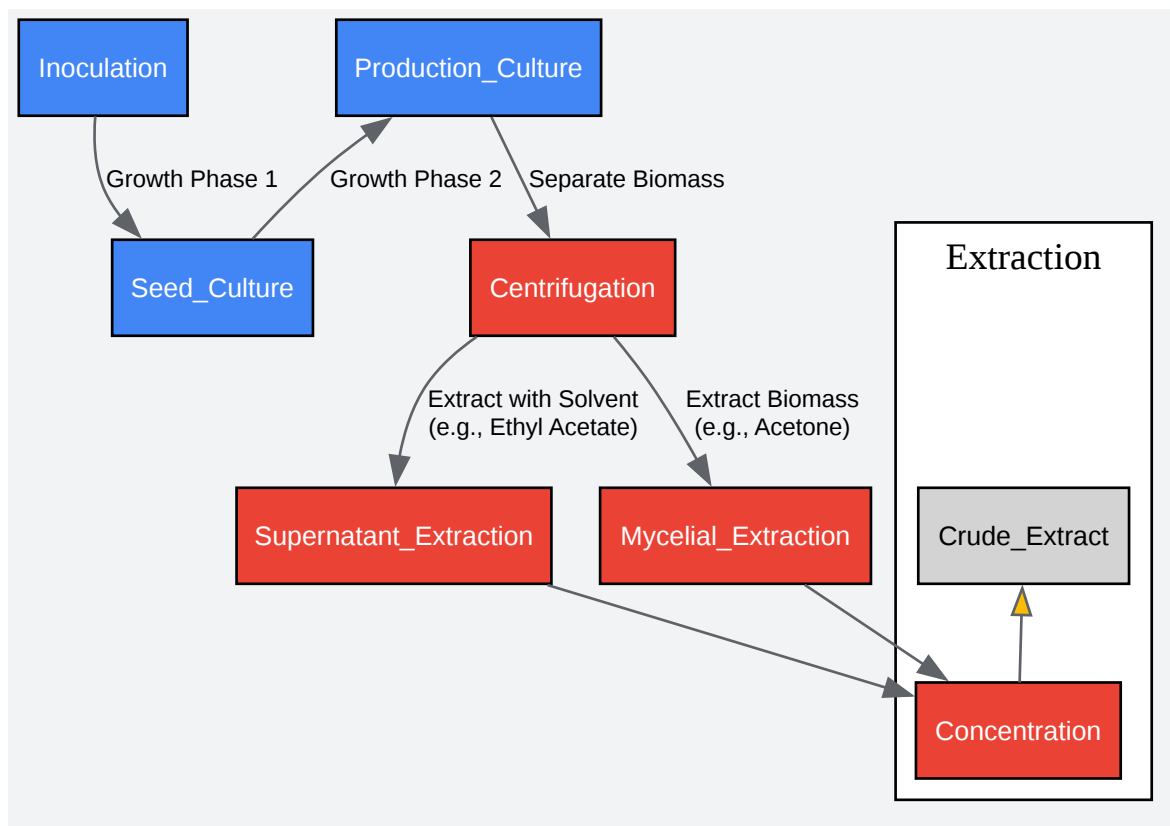 Inoculation
Production_Culture
Growth Phase 1
Growth Phase 2
Separate Biomass
Extraction
Seed_Culture
Centrifugation
Extract with Solvent
(e.g., Ethyl Acetate)
Extract Biomass
(e.g., Acetone)
Supernatant_Extraction
Mycelial_Extraction
Crude_Extract
Concentration